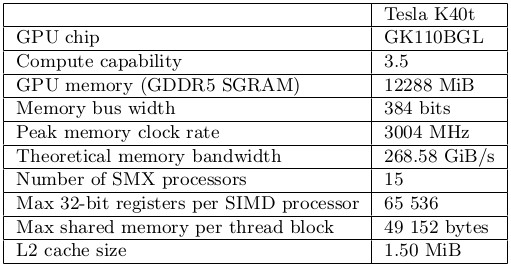 Tesla K40t
GPU chip GK110BGL
Compute capability 3.5
GPU memory (GDDR5 SGRAM) 12288 MiB
Memory bus width 384 bits
Peak memory clock rate 3004 MHz
Theoretical memory bandwidth 268.58 GiB/s
Number of SMX processors 15
Max 32-bit registers per SIMD processor 65 536
Max shared memory per thread block 49 152 bytes
L2 cache size 1.50 MiB